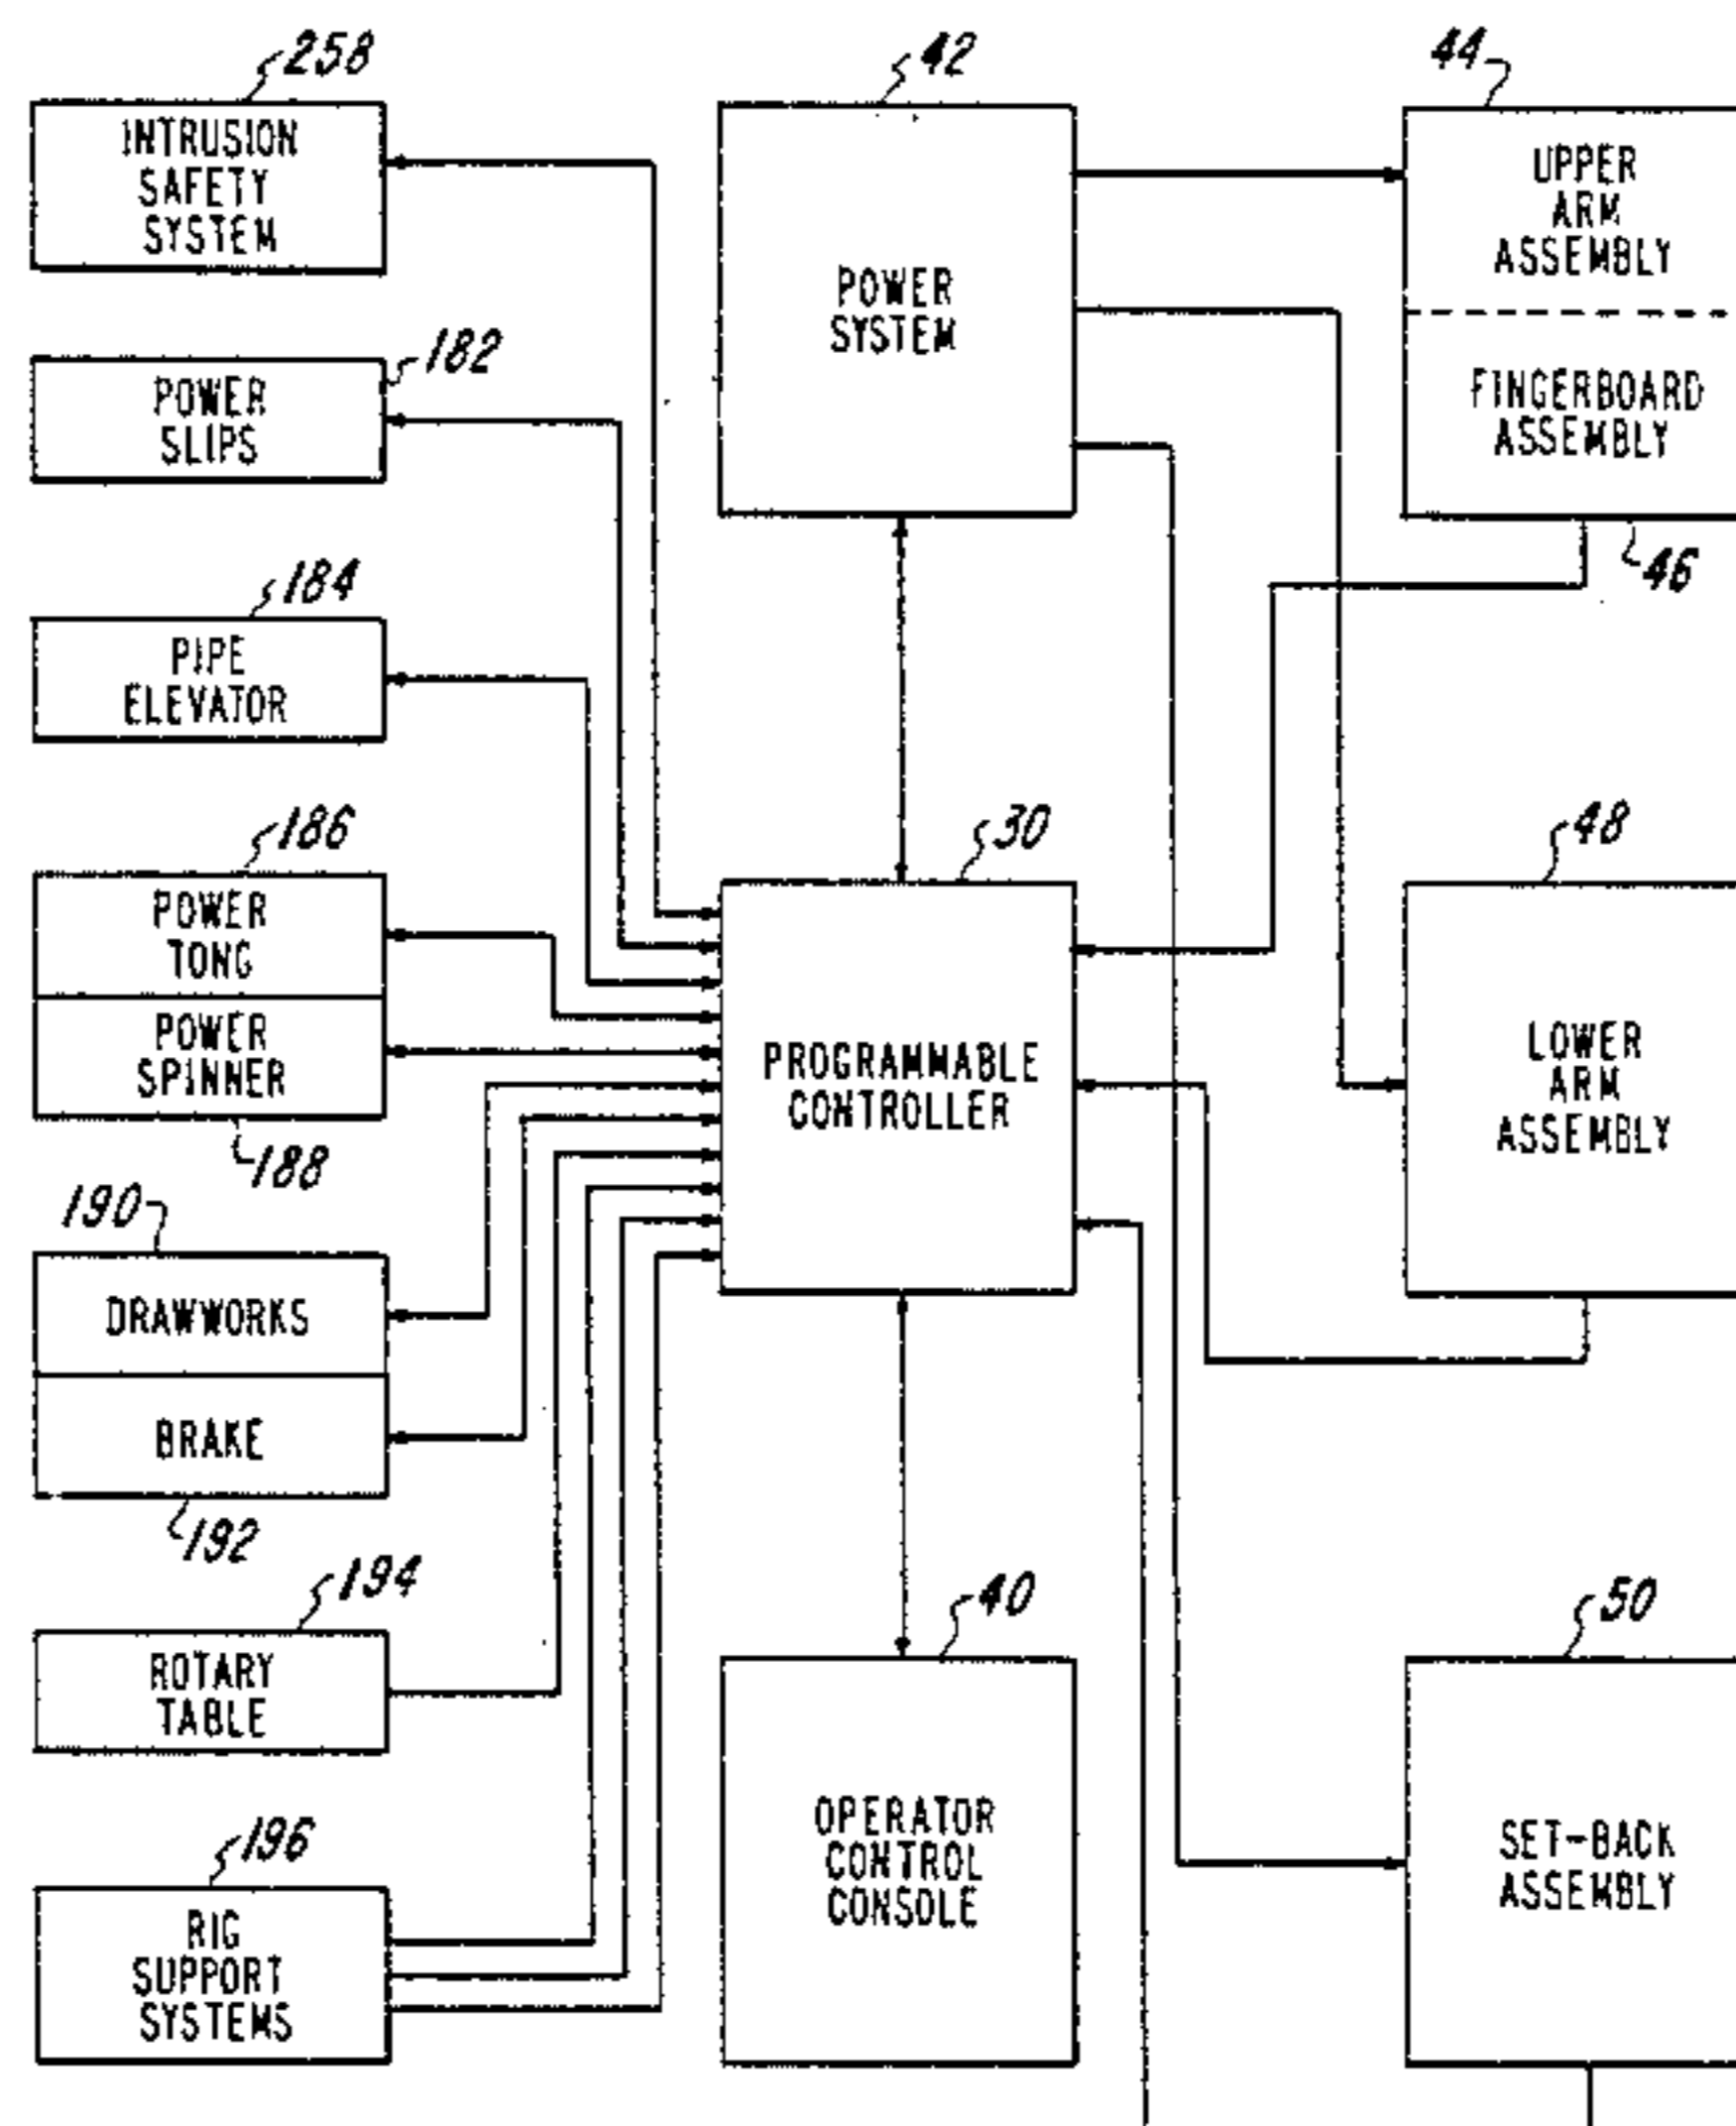 258
INTRUSION
SAFETY
SYSTEM
182
POWER
SLIPS
184
PIPE
ELEVATOR
186
POWER
TONG
POWER
SPINNER
188
190
DRAWWORKS
BRAKE
192
194
ROTARY
TABLE
196
RIG
SUPPORT
SYSTEMS
42
POWER
SYSTEM
30
PROGRAMMABLE
CONTROLLER
40
OPERATOR
CONTROL
CONSOLE
44
UPPER
ARM
ASSEMBLY
FINGERBOARD
ASSEMBLY
46
48
LOWER
ARM
ASSEMBLY
50
SET-BACK
ASSEMBLY